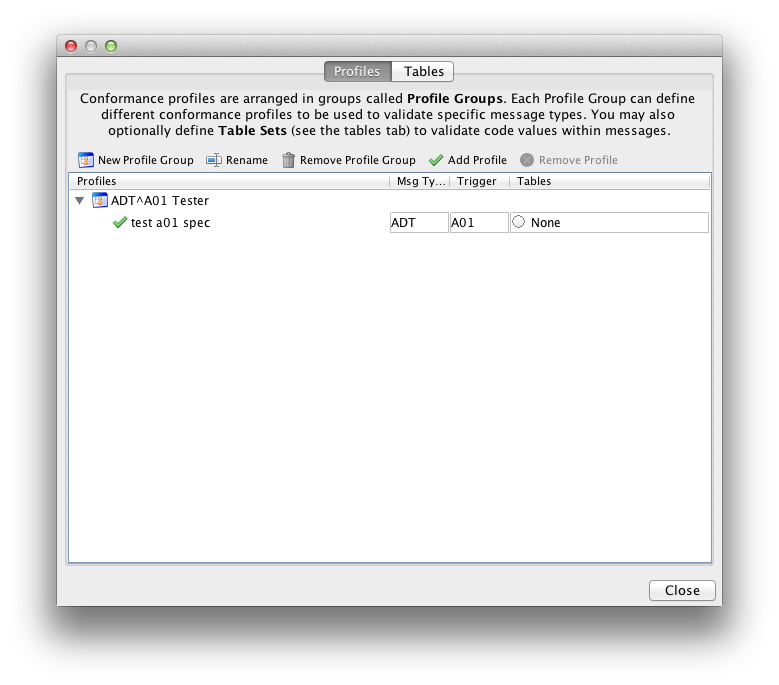 Profiles Tables
Conformance profiles are arranged in groups called Profile Groups. Each Profile Group can define
different conformance profiles to be used to validate specific message types. You may also
optionally define Table Sets (see the tables tab) to validate code values within messages.
New Profile Group Rename Remove Profile Group Add Profile Remove Profile
Profiles Msg Ty... Trigger Tables
ADT^A01 Tester
test a01 spec ADT A01 None
Close